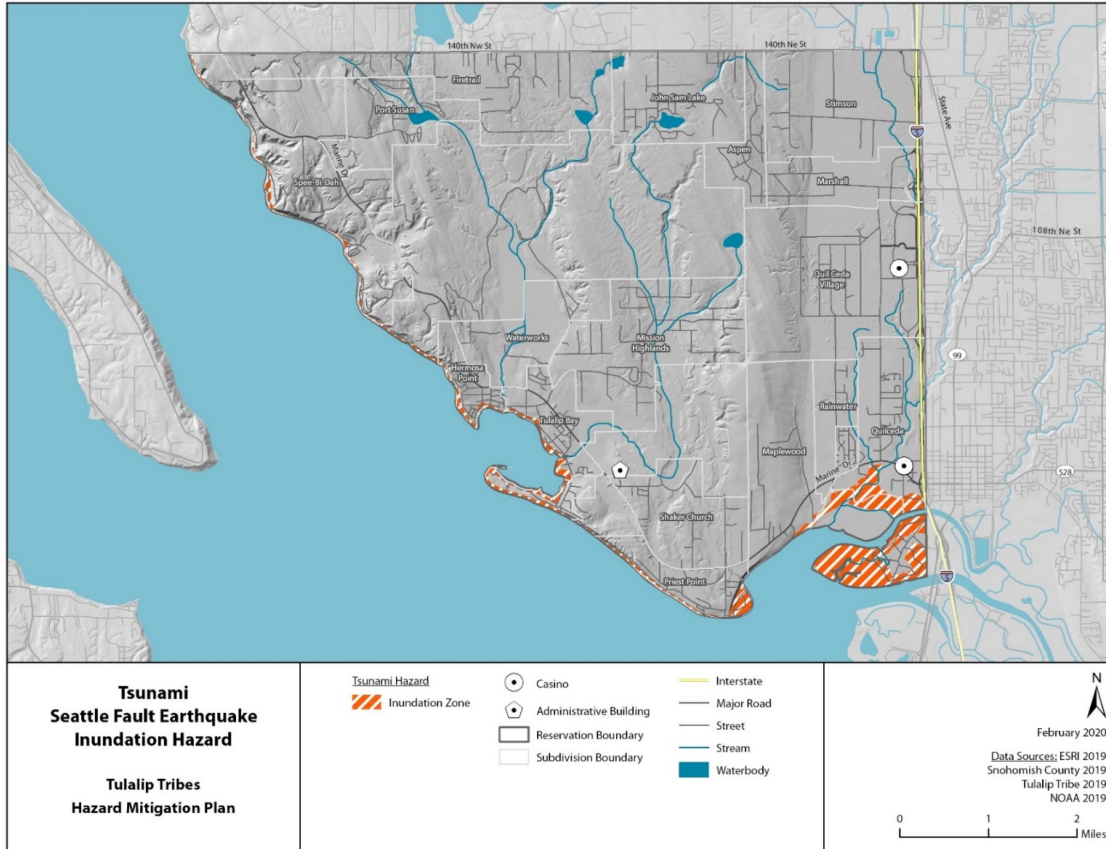 140th Nw St
140th Ne St
Firetrail
Port Susan
John Sam Lake
Stimson
State Ave
5
Marine Dr
Aspen
Spee-Bi-Dah
Marshall
108th Ne St
Quil Ceda
Village
Waterworks
Mission
Highlands
99
Hermosa
Point
Rainwater
Tulalip Bay
Quilceda
Maplewood
Marine Dr
528
Shaker Church
Priest Point
5
Tsunami
Seattle Fault Earthquake
Inundation Hazard
Tulalip Tribes
Hazard Mitigation Plan
Tsunami Hazard
Inundation Zone
Casino
Administrative Building
Reservation Boundary
Subdivision Boundary
Interstate
Major Road
Street
Stream
Waterbody
N
February 2020
Data Sources: ESRI 2019
Snohomish County 2019
Tulalip Tribe 2019
NOAA 2019
0 1 2
Miles